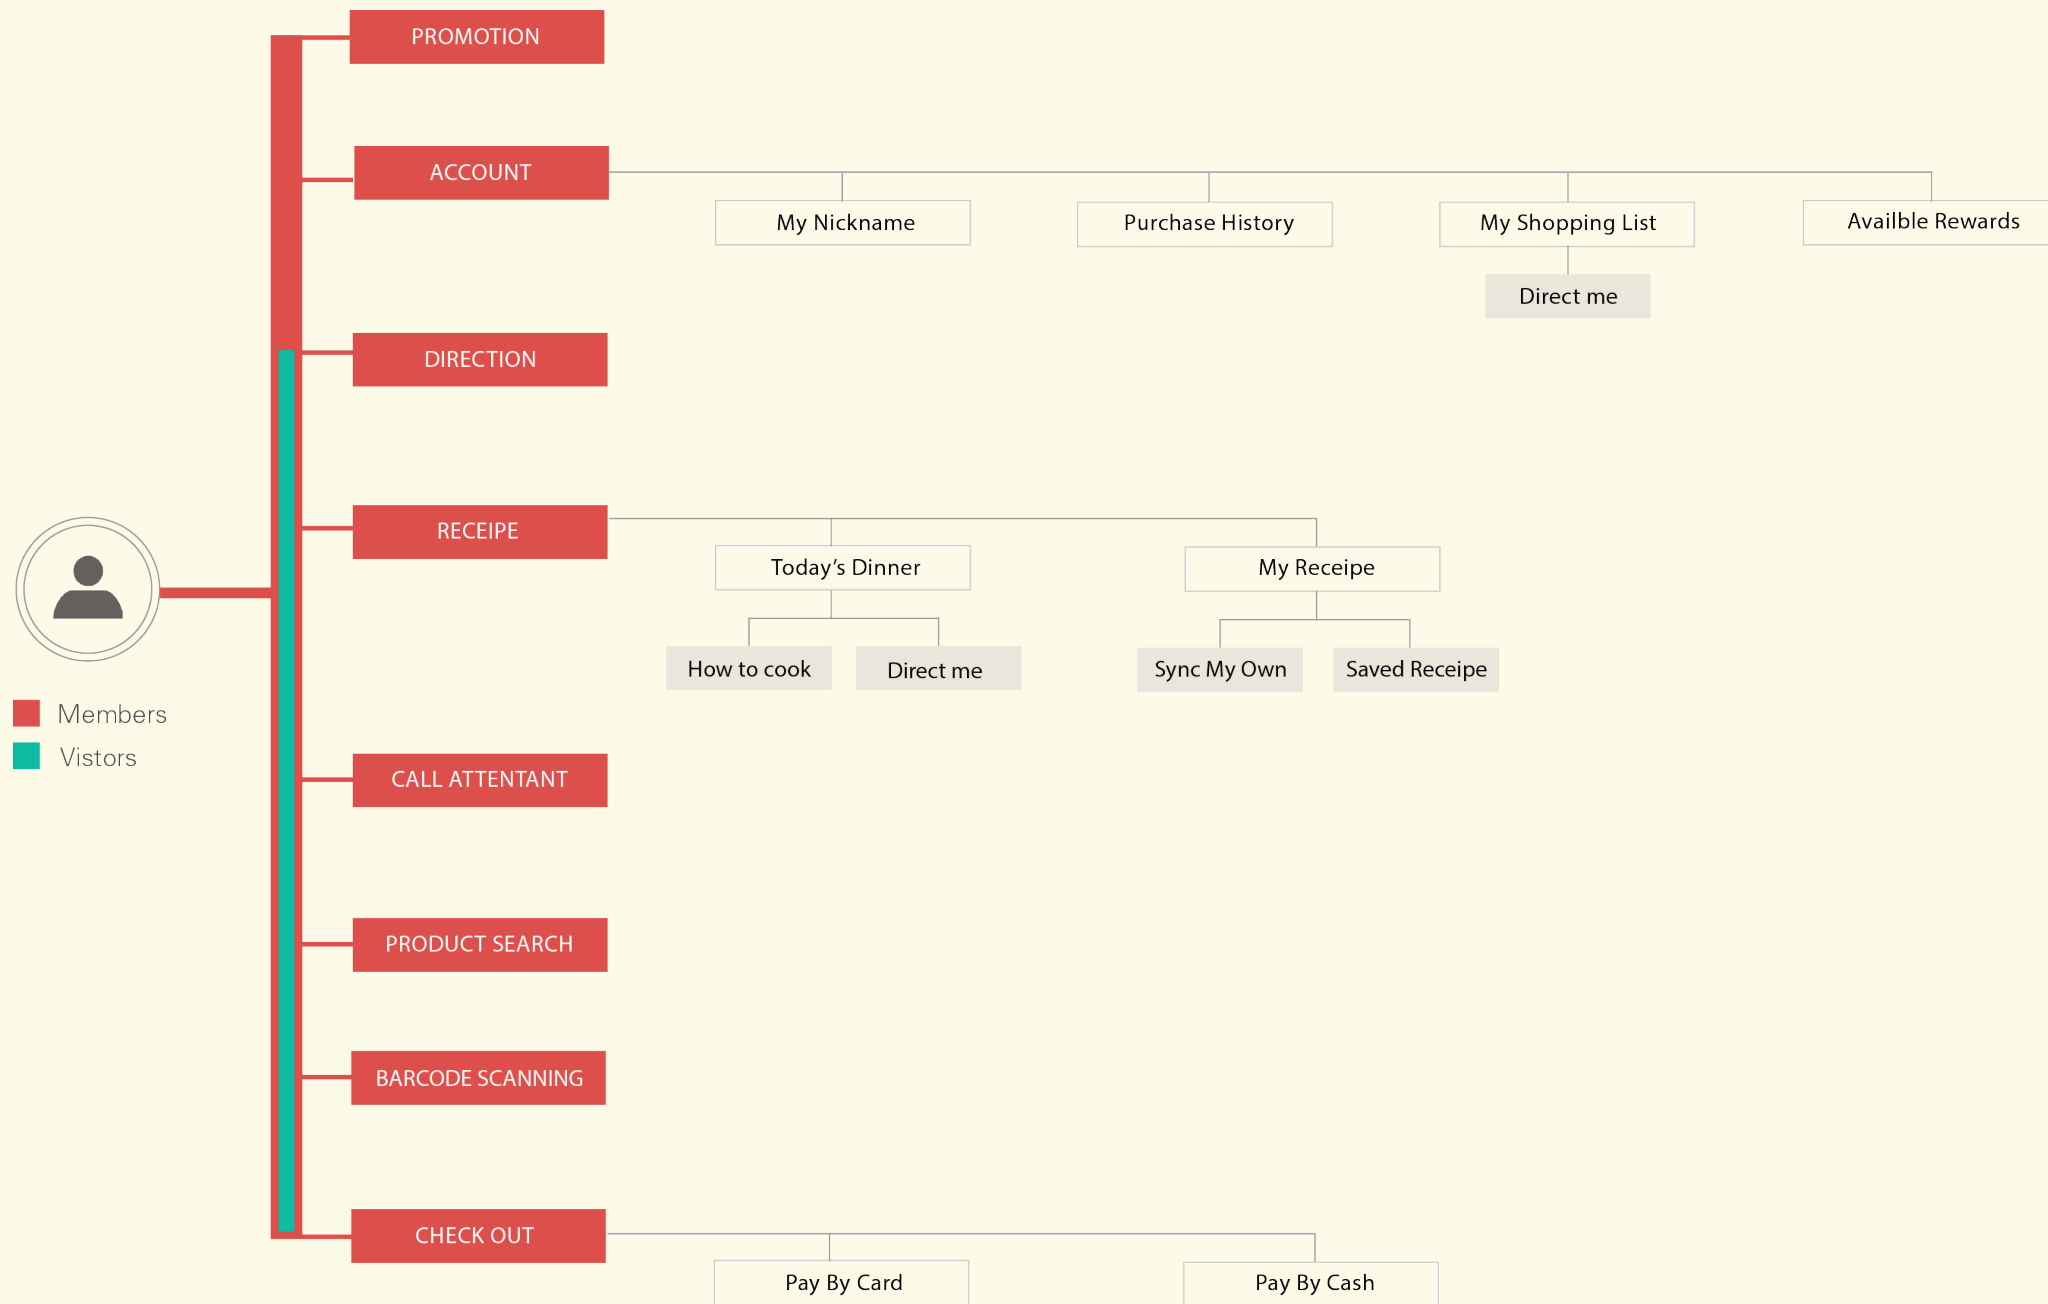 PROMOTION
ACCOUNT
My Nickname
Purchase History
My Shopping List
Availble Rewards
Direct me
DIRECTION
RECEIPE
Today’s Dinner
My Receipe
How to cook
Direct me
Sync My Own
Saved Receipe
Members
Vistors
CALL ATTENTANT
PRODUCT SEARCH
BARCODE SCANNING
CHECK OUT
Pay By Card
Pay By Cash